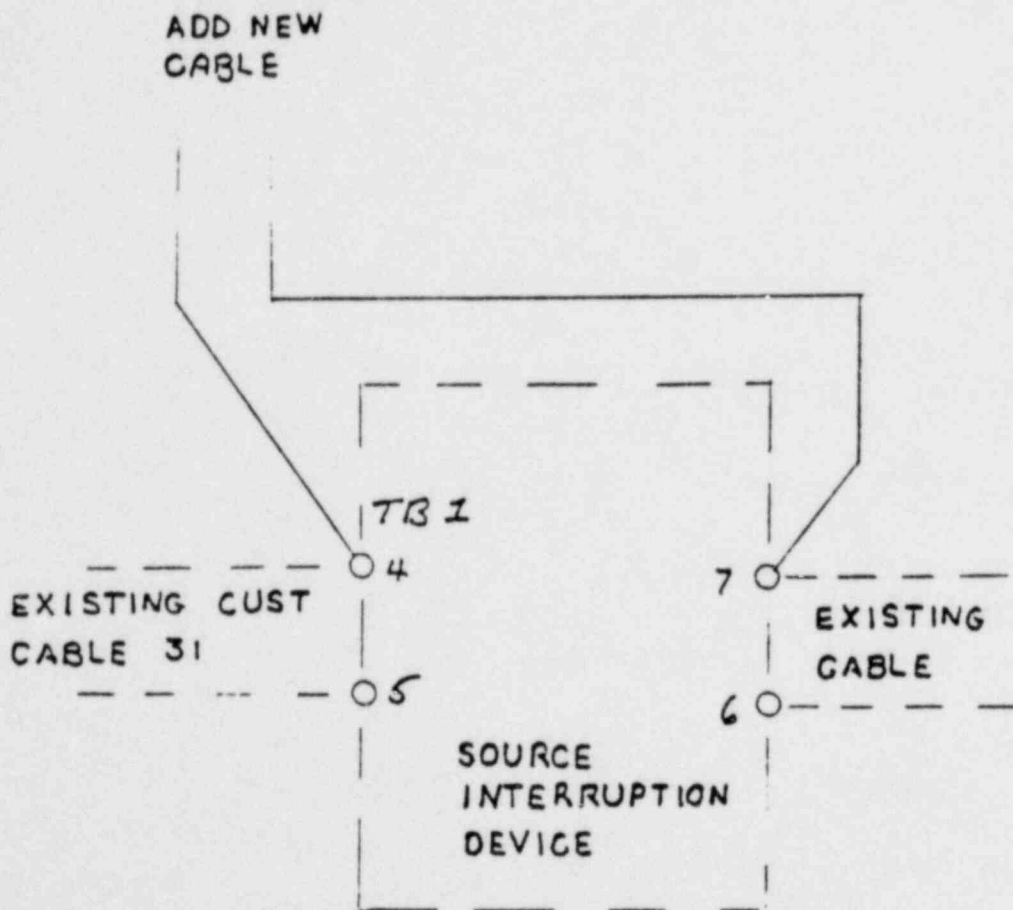 ADD NEW
CABLE
TB 1
4
7
EXISTING CUST
CABLE 31
EXISTING
CABLE
5
6
SOURCE
INTERRUPTION
DEVICE